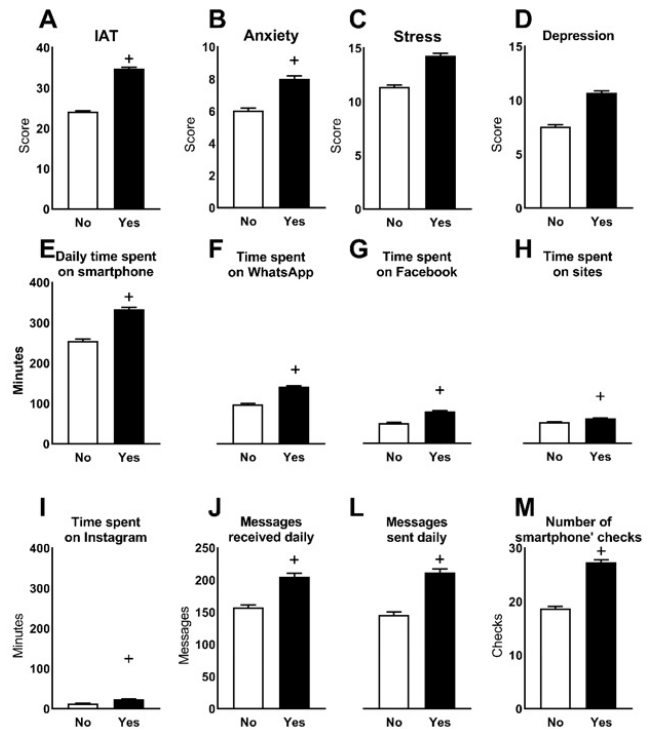 A
IAT
Score
40
30
20
10
0
No Yes
B
Anxiety
Score
10
8
6
4
2
0
+
No Yes
C
Stress
Score
15
10
5
0
No Yes
D
Depression
Score
15
10
5
0
No Yes
E
Daily time spent
on smartphone
Minutes
400
300
200
100
0
+
No Yes
F
Time spent
on WhatsApp
+
No Yes
G
Time spent
on Facebook
+
No Yes
H
Time spent
on sites
+
No Yes
I
Time spent
on Instagram
Minutes
400
300
200
100
0
+
No Yes
J
Messages
received daily
Messages
250
200
150
100
50
0
+
No Yes
L
Messages
sent daily
+
No Yes
M
Number of
smartphone' checks
Checks
30
20
10
0
+
No Yes